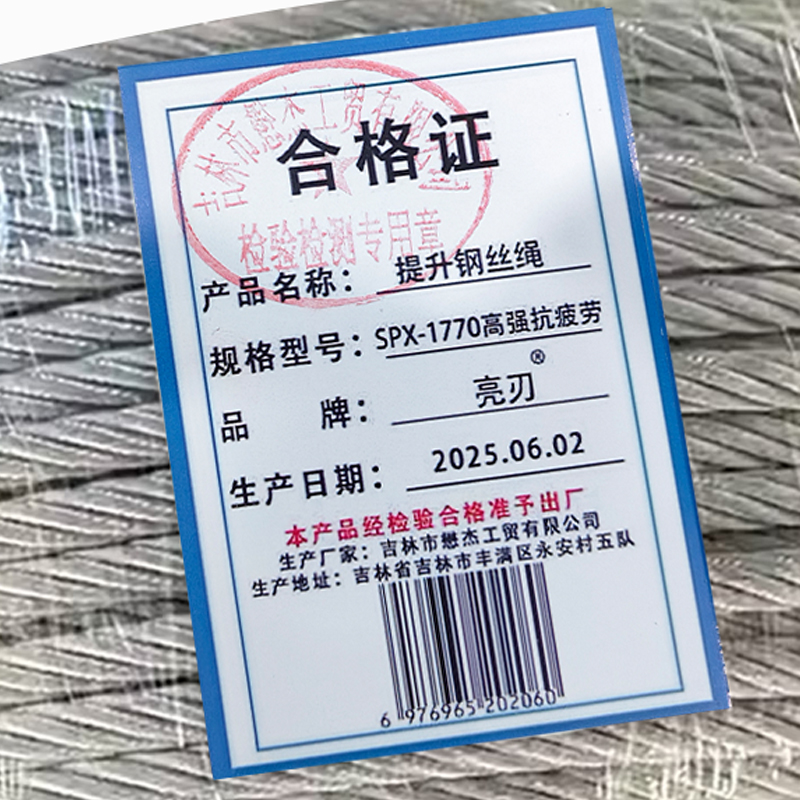 合格证
吉林市懋杰工贸有限公司
检验检测专用章
产品名称：提升钢丝绳
规格型号：SPX-1770高强抗疲劳
品 牌：亮刃®
生产日期：2025.06.02
本产品经检验合格准予出厂
生产厂家：吉林市懋杰工贸有限公司
生产地址：吉林省吉林市丰满区永安村五队
6 976965 202060